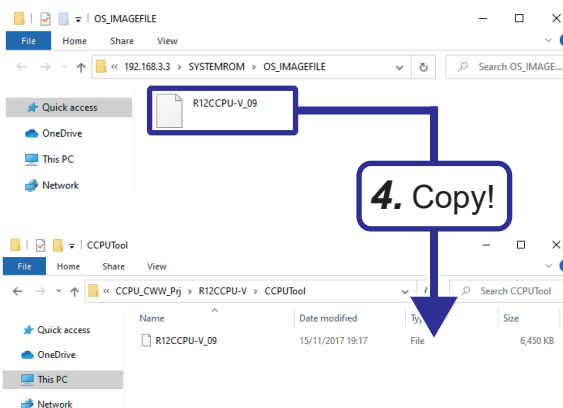 OS_IMAGEFILE
File Home Share View
« 192.168.3.3 > SYSTEMROM > OS_IMAGEFILE Search OS_IMAGE...
Quick access
R12CCPU-V_09
OneDrive
This PC
Network
4. Copy!
CCPUTool
File Home Share View
« CCPU_CWW_Prj > R12CCPU-V > CCPUTool Search CCPUTool
Name Date modified Size
Quick access
R12CCPU-V_09 15/11/2017 19:17 File 6,450 KB
OneDrive
This PC
Network